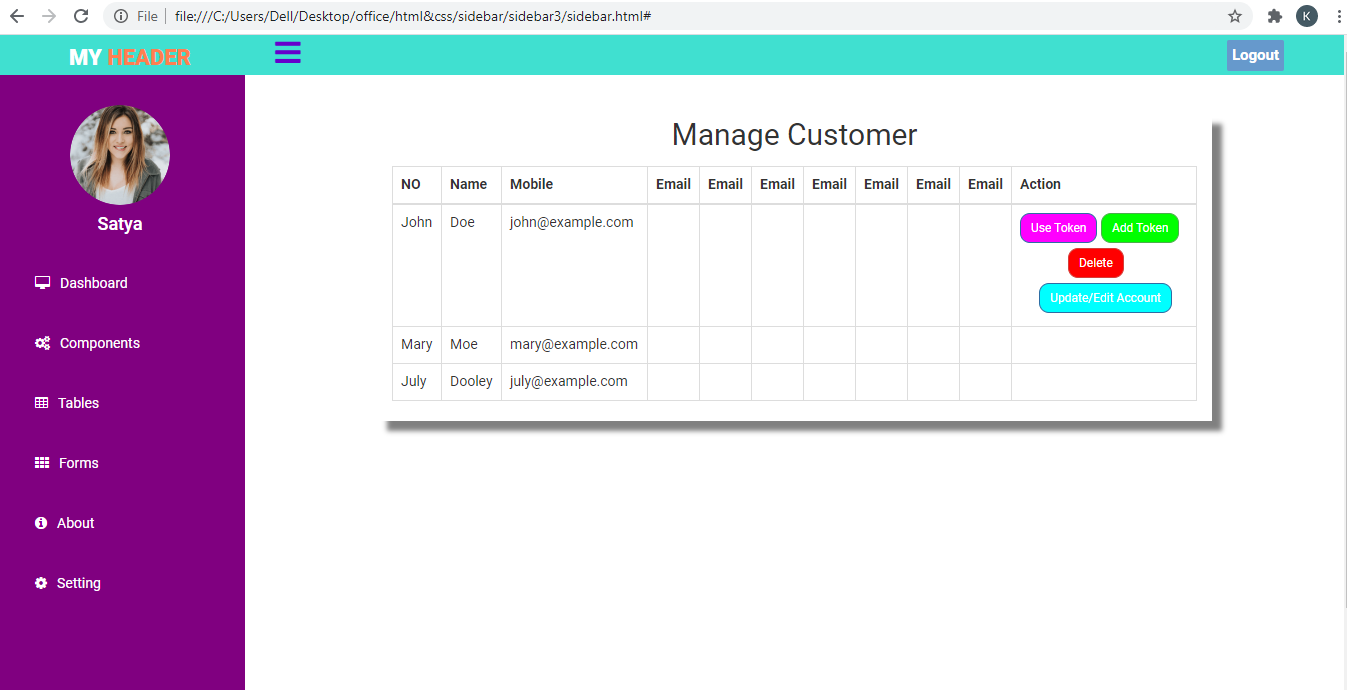 File file:///C:/Users/Dell/Desktop/office/html&css/sidebar/sidebar3/sidebar.html# K
MY HEADER Logout
Satya
Dashboard
Components
Tables
Forms
About
Setting
Manage Customer
NO Name Mobile Email Email Email Email Email Email Email Action
John Doe john@example.com Use Token Add Token
Delete
Update/Edit Account
Mary Moe mary@example.com
July Dooley july@example.com